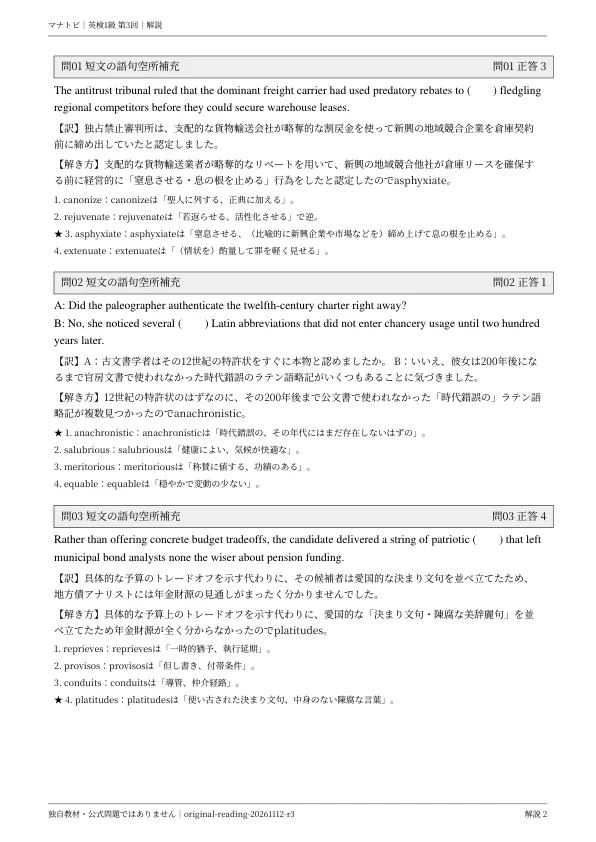 マナトビ｜英検1級 第3回｜解説
問01 短文の語句空所補充 問01 正答 3
The antitrust tribunal ruled that the dominant freight carrier had used predatory rebates to (　　) fledgling
regional competitors before they could secure warehouse leases.
【訳】独占禁止審判所は、支配的な貨物輸送会社が略奪的な割戻金を使って新興の地域競合企業を倉庫契約
前に締め出していたと認定しました。
【解き方】支配的な貨物輸送業者が略奪的なリベートを用いて、新興の地域競合他社が倉庫リースを確保す
る前に経営的に「窒息させる・息の根を止める」行為をしたと認定したのでasphyxiate。
1. canonize：canonizeは「聖人に列する、正典に加える」。
2. rejuvenate：rejuvenateは「若返らせる、活性化させる」で逆。
★ 3. asphyxiate：asphyxiateは「窒息させる、（比喩的に新興企業や市場などを）締め上げて息の根を止める」。
4. extenuate：extenuateは「（情状を）酌量して罪を軽く見せる」。
問02 短文の語句空所補充 問02 正答 1
A: Did the paleographer authenticate the twelfth-century charter right away?
B: No, she noticed several (　　) Latin abbreviations that did not enter chancery usage until two hundred
years later.
【訳】A：古文書学者はその12世紀の特許状をすぐに本物と認めましたか。 B：いいえ、彼女は200年後にな
るまで官房文書で使われなかった時代錯誤のラテン語略記がいくつもあることに気づきました。
【解き方】12世紀の特許状のはずなのに、その200年後まで公文書で使われなかった「時代錯誤の」ラテン語
略記が複数見つかったのでanachronistic。
★ 1. anachronistic：anachronisticは「時代錯誤の、その年代にはまだ存在しないはずの」。
2. salubrious：salubriousは「健康によい、気候が快適な」。
3. meritorious：meritoriousは「称賛に値する、功績のある」。
4. equable：equableは「穏やかで変動の少ない」。
問03 短文の語句空所補充 問03 正答 4
Rather than offering concrete budget tradeoffs, the candidate delivered a string of patriotic (　　) that left
municipal bond analysts none the wiser about pension funding.
【訳】具体的な予算のトレードオフを示す代わりに、その候補者は愛国的な決まり文句を並べ立てたため、
地方債アナリストには年金財源の見通しがまったく分かりませんでした。
【解き方】具体的な予算上のトレードオフを示す代わりに、愛国的な「決まり文句・陳腐な美辞麗句」を並
べ立てたため年金財源が全く分からなかったのでplatitudes。
1. reprieves：reprievesは「一時的猶予、執行延期」。
2. provisos：provisosは「但し書き、付帯条件」。
3. conduits：conduitsは「導管、仲介経路」。
★ 4. platitudes：platitudesは「使い古された決まり文句、中身のない陳腐な言葉」。
独自教材・公式問題ではありません｜original-reading-20261112-r3 解説 2